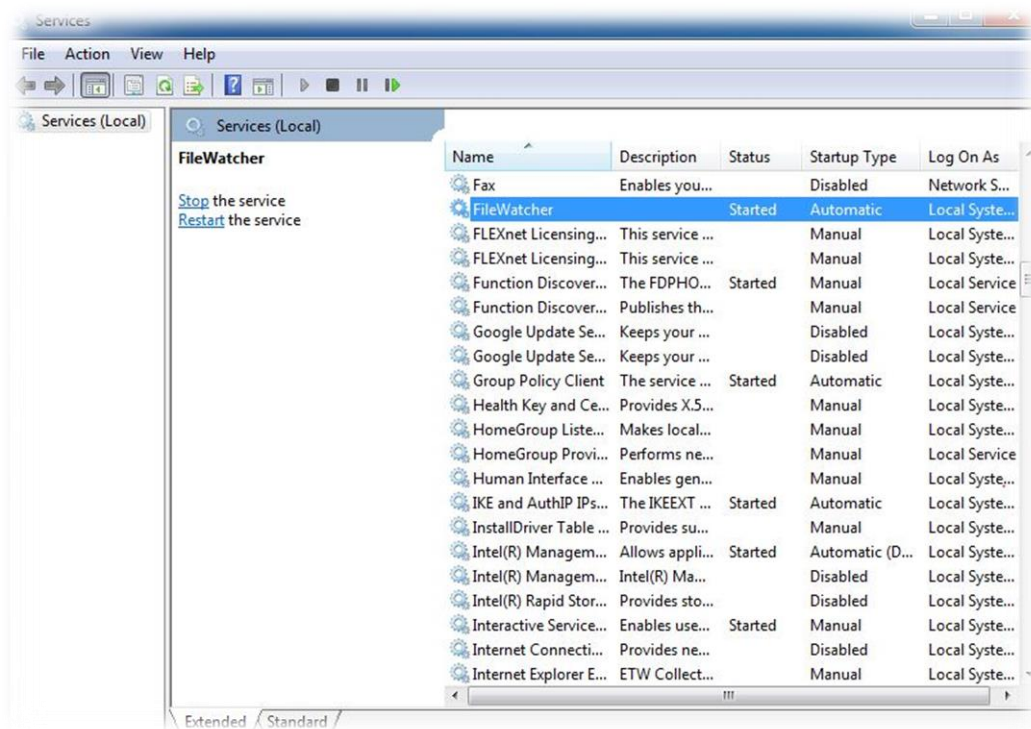 Services
File Action View Help
Services (Local)
Services (Local)
FileWatcher
Stop the service
Restart the service
Name Description Status Startup Type Log On As
Fax Enables you... Disabled Network S...
FileWatcher Started Automatic Local Syste...
FLEXnet Licensing... This service ... Manual Local Syste...
FLEXnet Licensing... This service ... Manual Local Syste...
Function Discover... The FDPHO... Started Manual Local Service
Function Discover... Publishes th... Manual Local Service
Google Update Se... Keeps your ... Disabled Local Syste...
Google Update Se... Keeps your ... Disabled Local Syste...
Group Policy Client The service ... Started Automatic Local Syste...
Health Key and Ce... Provides X.5... Manual Local Syste...
HomeGroup Liste... Makes local... Manual Local Syste...
HomeGroup Provi... Performs ne... Manual Local Service
Human Interface ... Enables gen... Manual Local Syste...
IKE and AuthIP IPs... The IKEEXT ... Started Automatic Local Syste...
InstallDriver Table ... Provides su... Manual Local Syste...
Intel(R) Managem... Allows appli... Started Automatic (D... Local Syste...
Intel(R) Managem... Intel(R) Ma... Disabled Local Syste...
Intel(R) Rapid Stor... Provides sto... Disabled Local Syste...
Interactive Service... Enables use... Started Manual Local Syste...
Internet Connecti... Provides ne... Disabled Local Syste...
Internet Explorer E... ETW Collect... Manual Local Syste...
Extended Standard